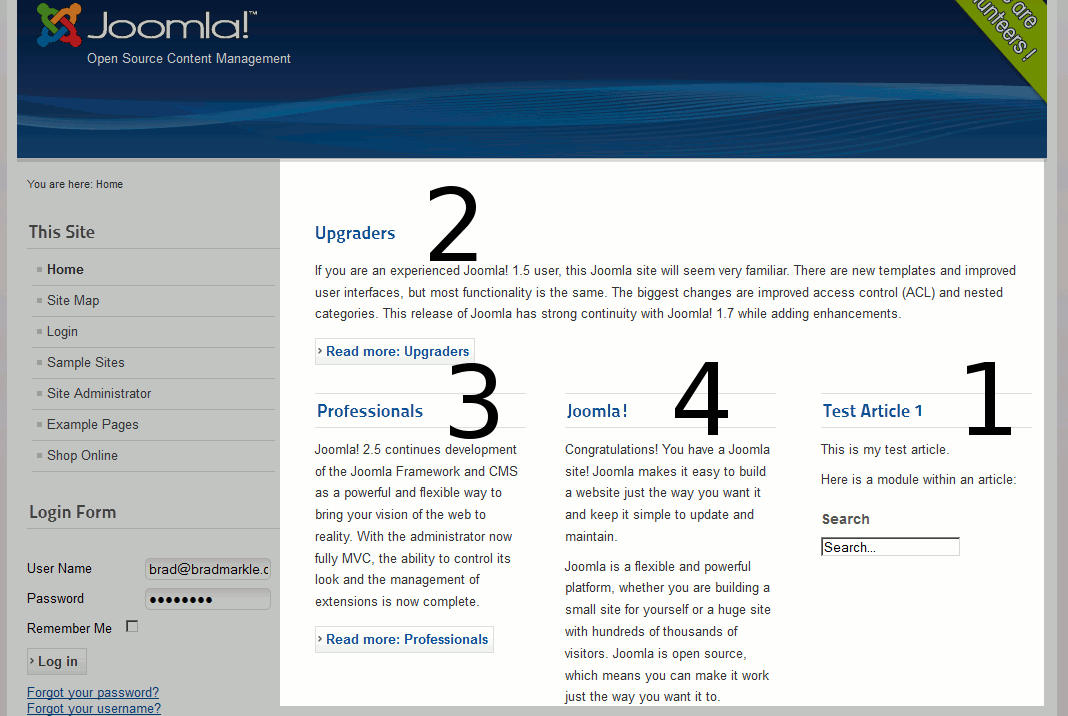 Joomla!™
Open Source Content Management
are
unteers!
You are here: Home
This Site
Home
Site Map
Login
Sample Sites
Site Administrator
Example Pages
Shop Online
Login Form
User Name brad@bradmarkle.c
Password ●●●●●●●●
Remember Me
Log in
Forgot your password?
Forgot your username?
2
Upgraders
If you are an experienced Joomla! 1.5 user, this Joomla site will seem very familiar. There are new templates and improved
user interfaces, but most functionality is the same. The biggest changes are improved access control (ACL) and nested
categories. This release of Joomla has strong continuity with Joomla! 1.7 while adding enhancements.
Read more: Upgraders
3
Professionals
Joomla! 2.5 continues development
of the Joomla Framework and CMS
as a powerful and flexible way to
bring your vision of the web to
reality. With the administrator now
fully MVC, the ability to control its
look and the management of
extensions is now complete.
Read more: Professionals
4
Joomla!
Congratulations! You have a Joomla
site! Joomla makes it easy to build
a website just the way you want it
and keep it simple to update and
maintain.
Joomla is a flexible and powerful
platform, whether you are building a
small site for yourself or a huge site
with hundreds of thousands of
visitors. Joomla is open source,
which means you can make it work
just the way you want it to.
1
Test Article 1
This is my test article.
Here is a module within an article:
Search
Search...